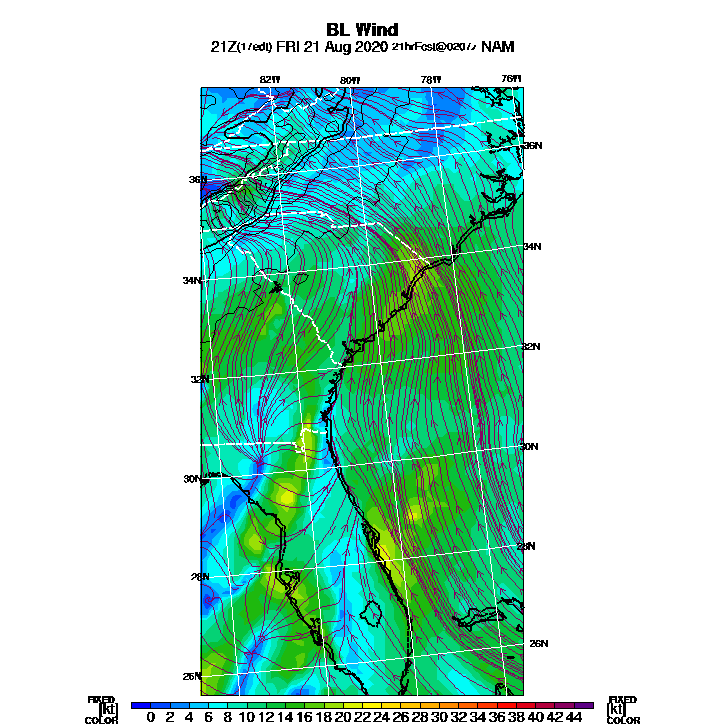 BL Wind
21Z(17edt) FRI 21 Aug 2020 21hrFcst@0207z NAM
82W 80W 78W 76W
36N
36N
34N
34N
32N
32N
30N
30N
28N
28N
26N
26N
FIXED FIXED
[kt] 0 2 4 6 8 10 12 14 16 18 20 22 24 26 28 30 32 34 36 38 40 42 44 [kt]
COLOR COLOR